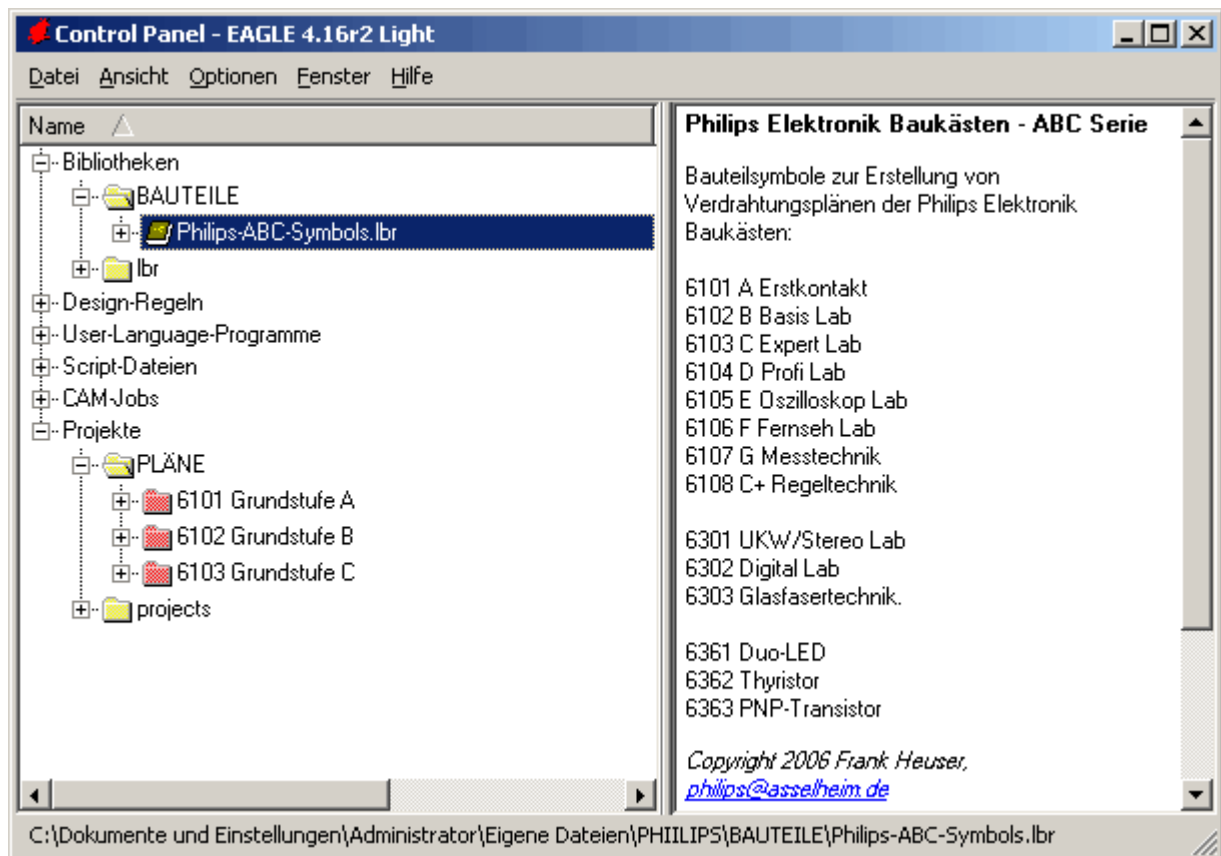 Control Panel - EAGLE 4.16r2 Light
Datei Ansicht Optionen Fenster Hilfe
Name
Bibliotheken
BAUTEILE
Philips-ABC-Symbols.lbr
lbr
Design-Regeln
User-Language-Programme
Script-Dateien
CAM-Jobs
Projekte
PLÄNE
6101 Grundstufe A
6102 Grundstufe B
6103 Grundstufe C
projects
Philips Elektronik Baukästen - ABC Serie
Bauteilsymbole zur Erstellung von
Verdrahtungsplänen der Philips Elektronik
Baukästen:
6101 A Erstkontakt
6102 B Basis Lab
6103 C Expert Lab
6104 D Profi Lab
6105 E Oszilloskop Lab
6106 F Fernseh Lab
6107 G Messtechnik
6108 C+ Regeltechnik
6301 UKW/Stereo Lab
6302 Digital Lab
6303 Glasfasertechnik.
6361 Duo-LED
6362 Thyristor
6363 PNP-Transistor
Copyright 2006 Frank Heuser,
philips@asselheim.de
C:\Dokumente und Einstellungen\Administrator\Eigene Dateien\PHIILIPS\BAUTEILE\Philips-ABC-Symbols.lbr